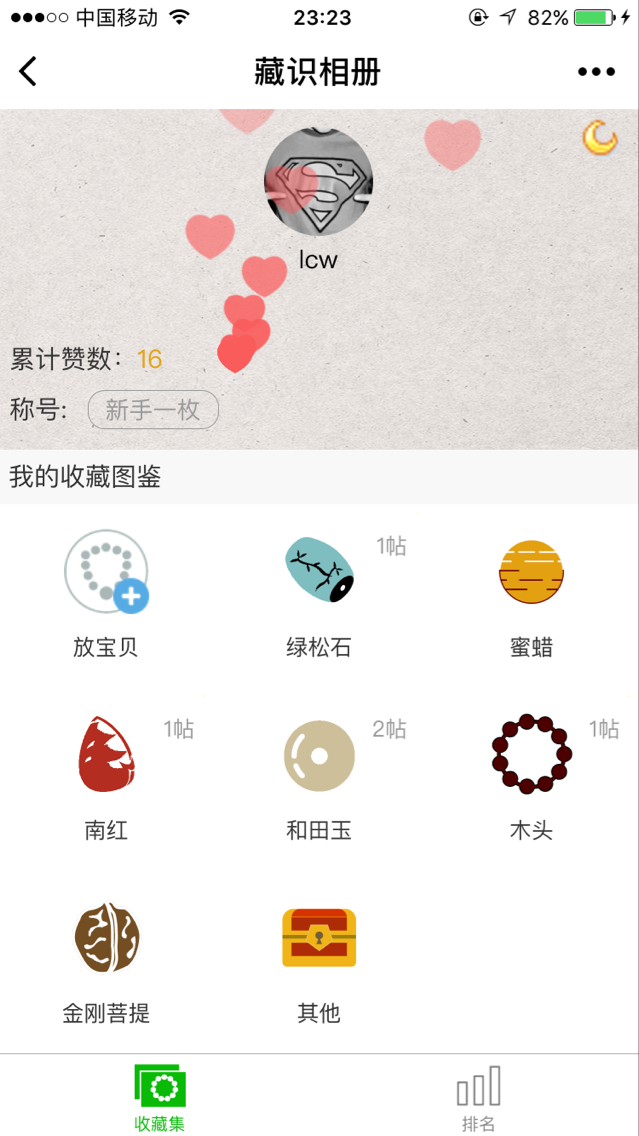 中国移动 23:23 82%
藏识相册
lcw
累计赞数：16
称号: 新手一枚
我的收藏图鉴
1帖
放宝贝 绿松石 蜜蜡
1帖 2帖 1帖
南红 和田玉 木头
金刚菩提 其他
收藏集 排名